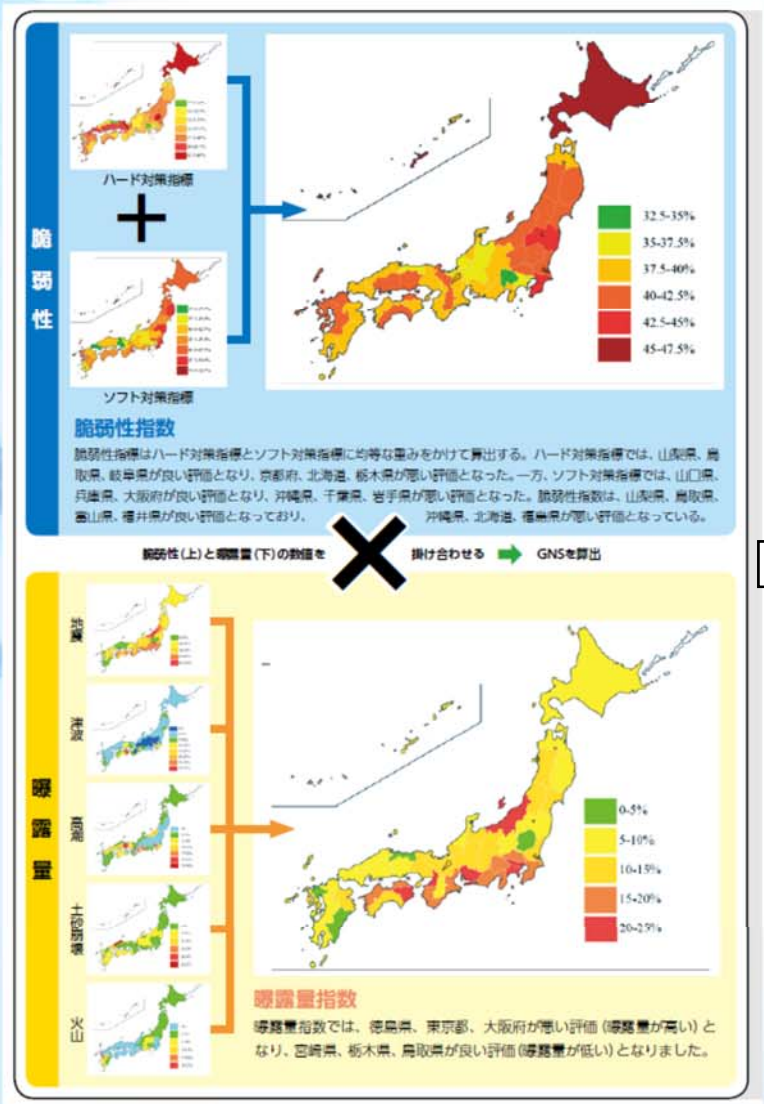 脆弱性
ハード対策指標
ソフト対策指標
32.5-35%
35-37.5%
37.5-40%
40-42.5%
42.5-45%
45-47.5%
脆弱性指数
脆弱性指標はハード対策指標とソフト対策指標に均等な重みをかけて算出する。ハード対策指標では、山梨県、鳥
取県、岐阜県が良い評価となり、京都府、北海道、栃木県が悪い評価となった。一方、ソフト対策指標では、山口県、
兵庫県、大阪府が良い評価となり、沖縄県、千葉県、岩手県が悪い評価となった。脆弱性指数は、山梨県、鳥取県、
富山県、福井県が良い評価となっており、 沖縄県、北海道、福島県が悪い評価となっている。
脆弱性(上)と曝露量(下)の数値を 掛け合わせる GNSを算出
曝露量
地震
津波
高潮
土砂崩壊
火山
0-5%
5-10%
10-15%
15-20%
20-25%
曝露量指数
曝露量指数では、徳島県、東京都、大阪府が悪い評価(曝露量が高い)と
なり、宮崎県、栃木県、鳥取県が良い評価(曝露量が低い)となりました。